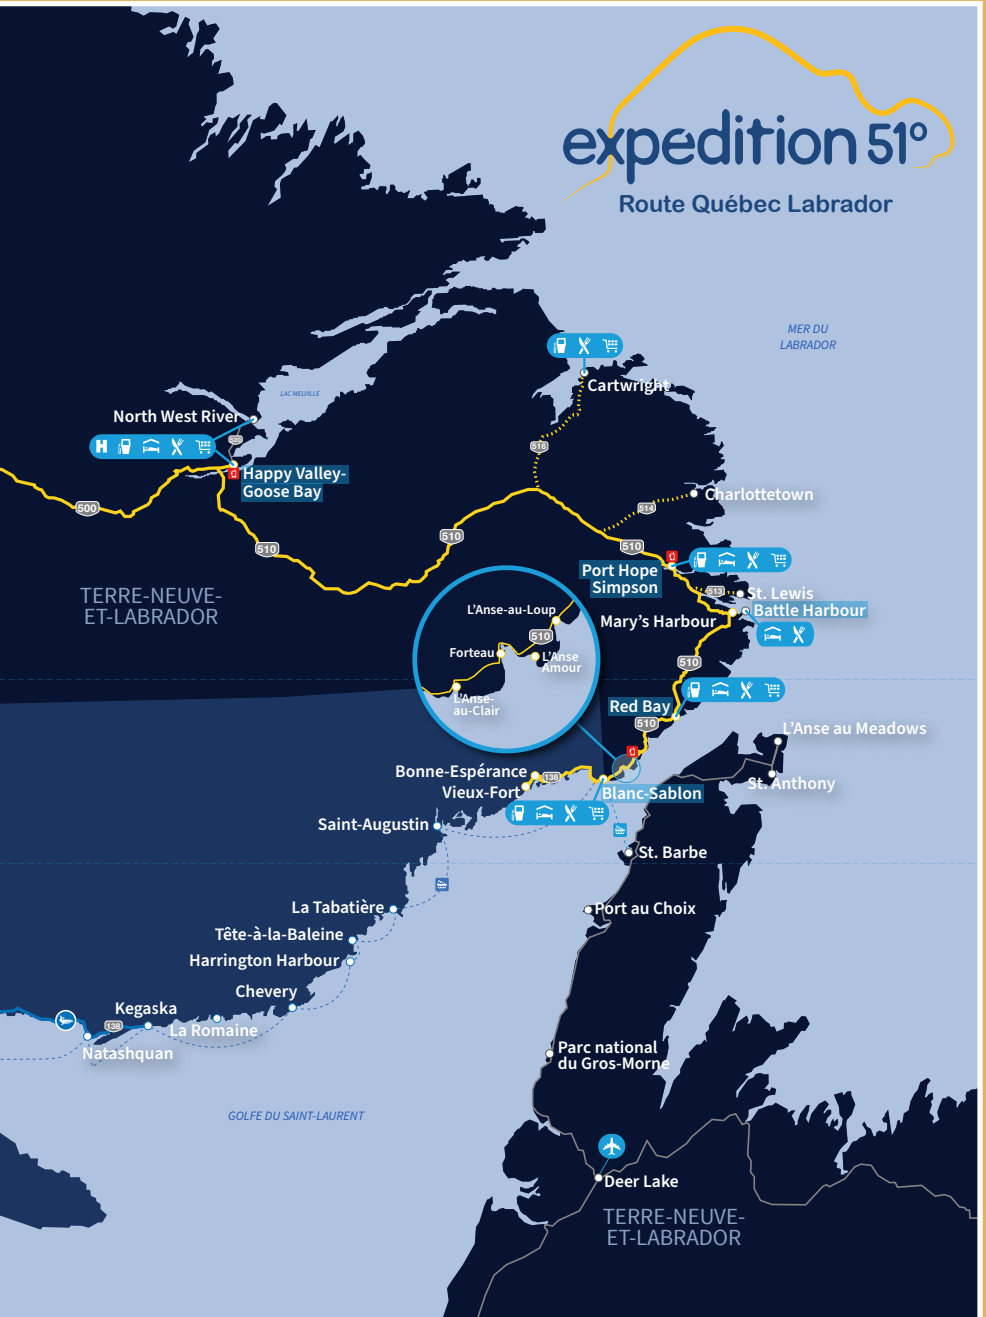 expedition 51°
Route Québec Labrador
MER DU
LABRADOR
Cartwright
LAC MELVILLE
North West River
520
H
516
Happy Valley-
Goose Bay
Charlottetown
500
514
510
510
510
Port Hope
Simpson
TERRE-NEUVE-
ET-LABRADOR
513
St. Lewis
L'Anse-au-Loup
Battle Harbour
Mary's Harbour
510
Forteau
L'Anse
Amour
510
L'Anse-
au-Clair
Red Bay
510
L'Anse au Meadows
Bonne-Espérance
138
St. Anthony
Vieux-Fort
Blanc-Sablon
Saint-Augustin
St. Barbe
La Tabatière
Port au Choix
Tête-à-la-Baleine
Harrington Harbour
Chevery
Kegaska
138
La Romaine
Natashquan
Parc national
du Gros-Morne
GOLFE DU SAINT-LAURENT
Deer Lake
TERRE-NEUVE-
ET-LABRADOR